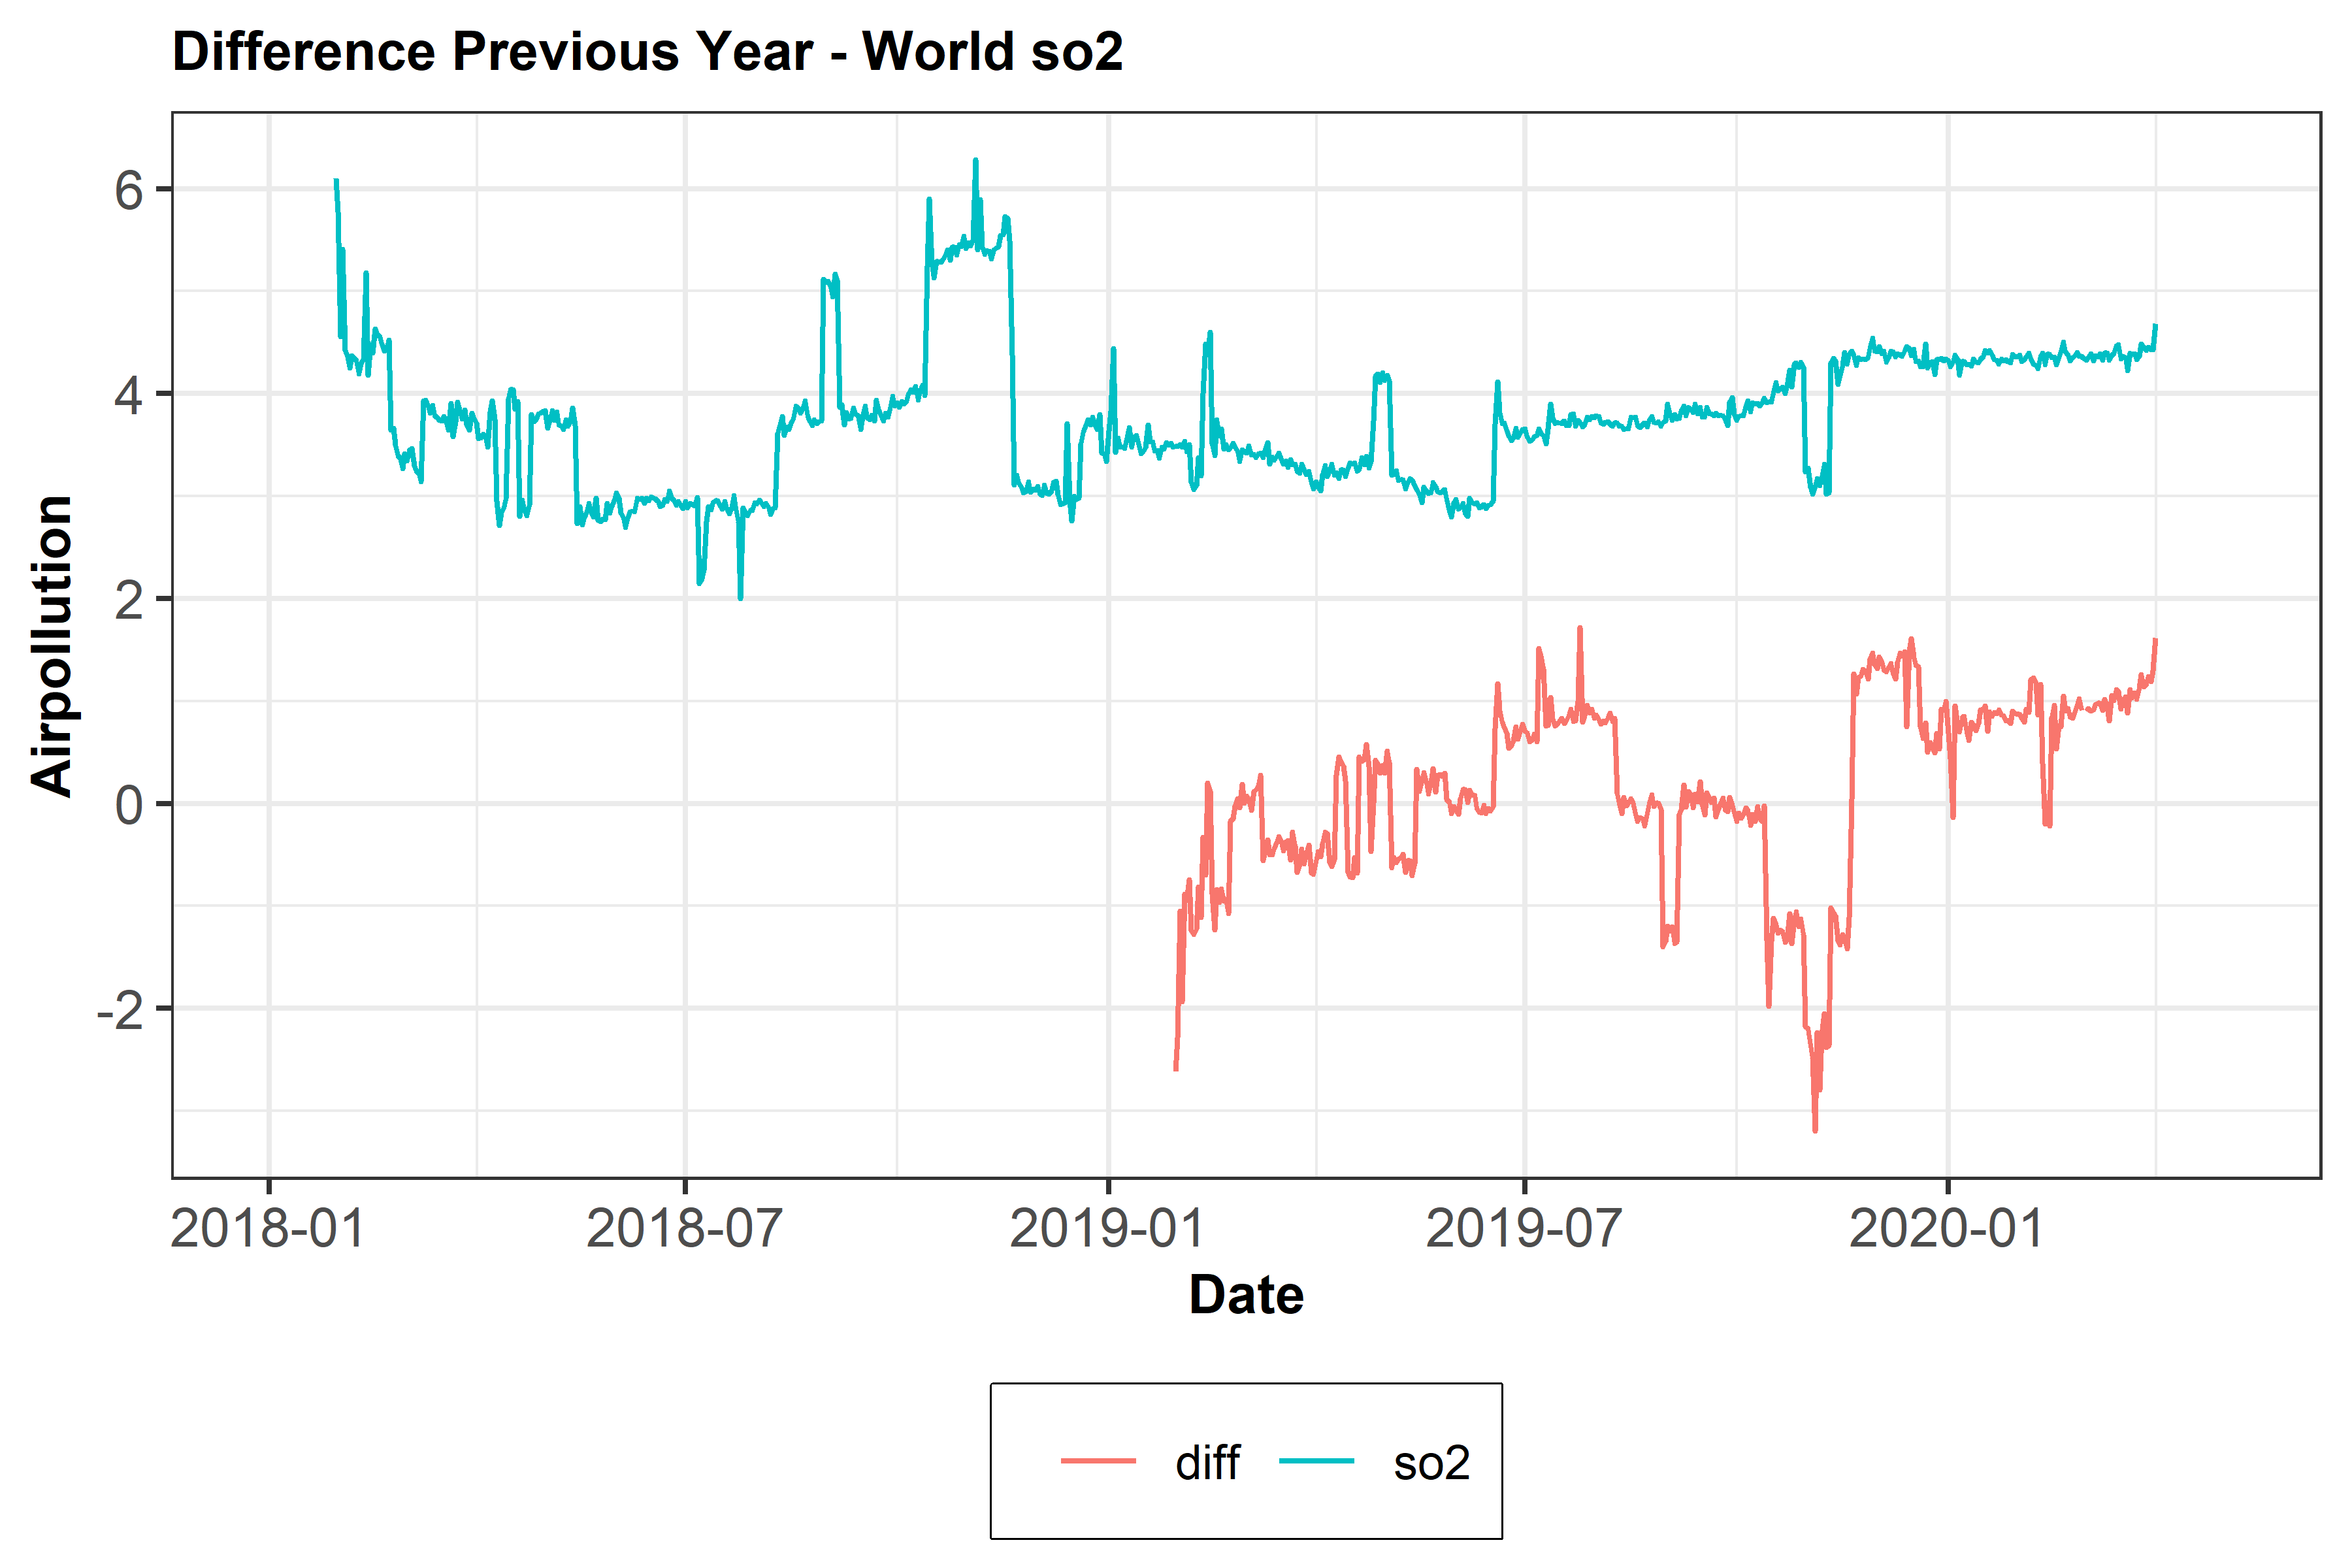 Difference Previous Year - World so2
Airpollution
6
4
2
0
-2
2018-01 2018-07 2019-01 2019-07 2020-01
Date
diff so2